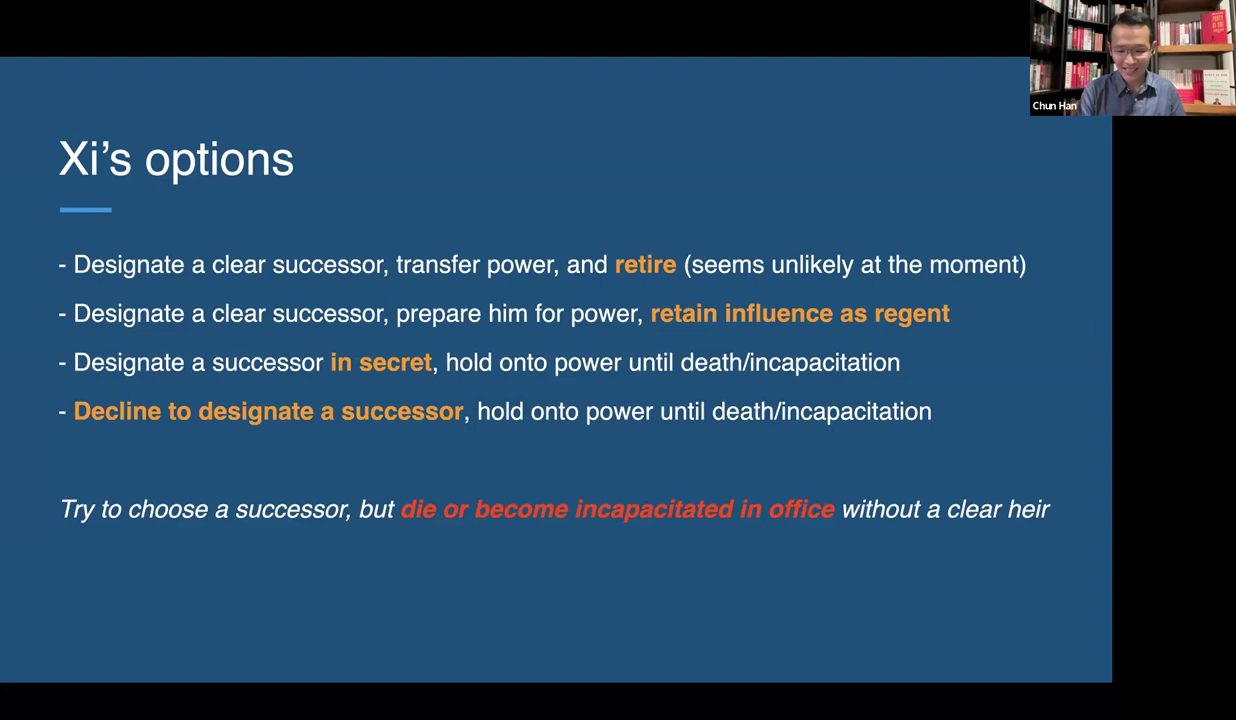 Chun Han
Xi's options
- Designate a clear successor, transfer power, and retire (seems unlikely at the moment)
- Designate a clear successor, prepare him for power, retain influence as regent
- Designate a successor in secret, hold onto power until death/incapacitation
- Decline to designate a successor, hold onto power until death/incapacitation
Try to choose a successor, but die or become incapacitated in office without a clear heir